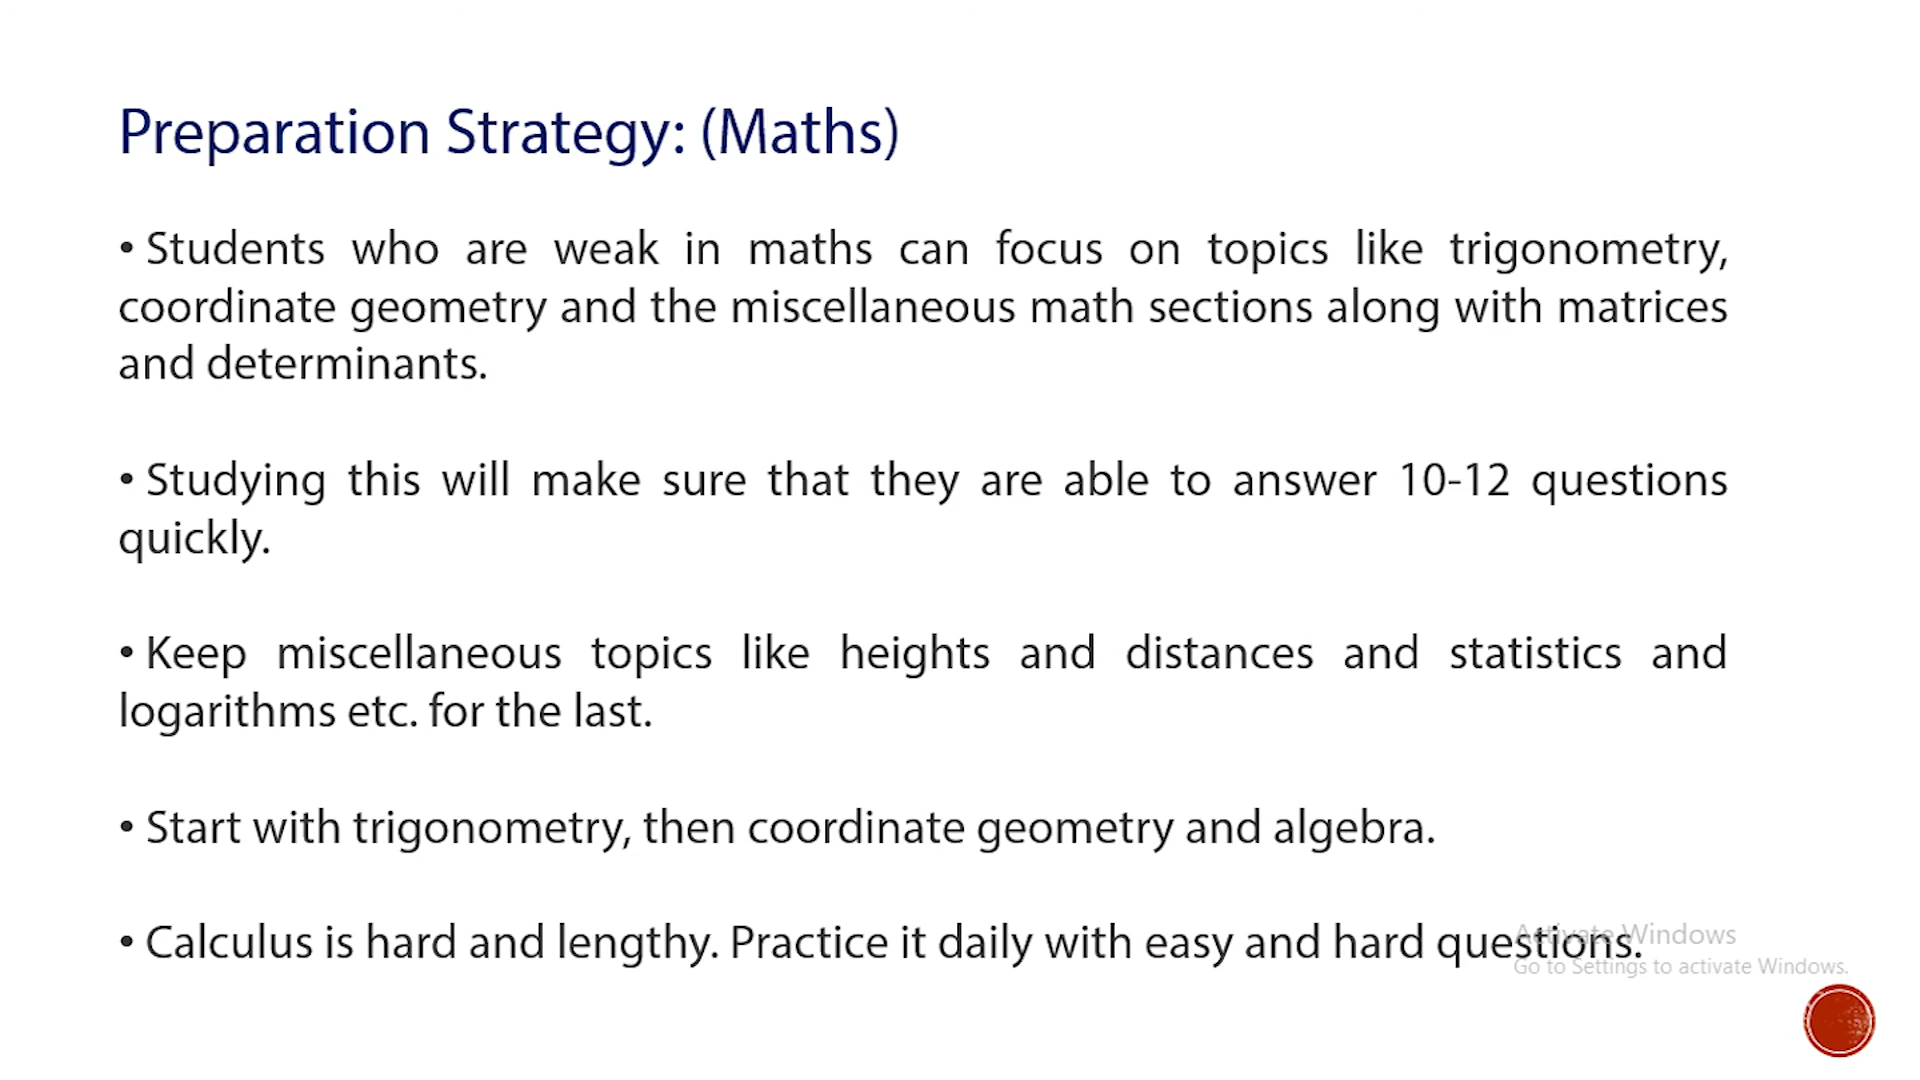 Preparation Strategy: (Maths)
• Students who are weak in maths can focus on topics like trigonometry,
coordinate geometry and the miscellaneous math sections along with matrices
and determinants.
• Studying this will make sure that they are able to answer 10-12 questions
quickly.
• Keep miscellaneous topics like heights and distances and statistics and
logarithms etc. for the last.
• Start with trigonometry, then coordinate geometry and algebra.
• Calculus is hard and lengthy. Practice it daily with easy and hard questions.
Activate Windows
Go to Settings to activate Windows.